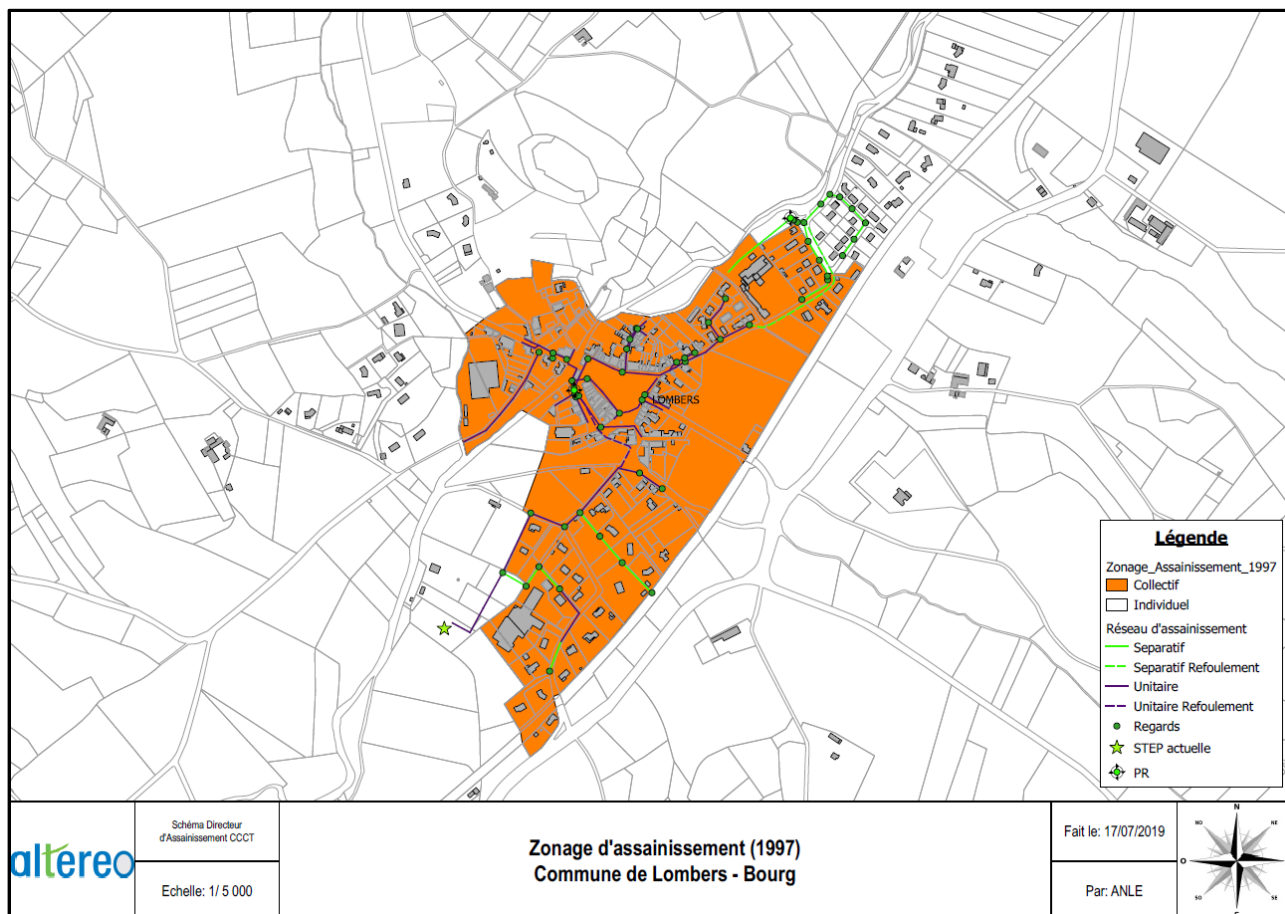 LOMBERS
Légende
Zonage_Assainissement_1997
Collectif
Individuel
Réseau d'assainissement
Separatif
Separatif Refoulement
Unitaire
Unitaire Refoulement
Regards
STEP actuelle
PR
altereo
Schéma Directeur
d'Assainissement CCCT
Echelle: 1/ 5 000
Zonage d'assainissement (1997)
Commune de Lombers - Bourg
Fait le: 17/07/2019
Par: ANLE
N
NO
NE
O
E
SO
SE